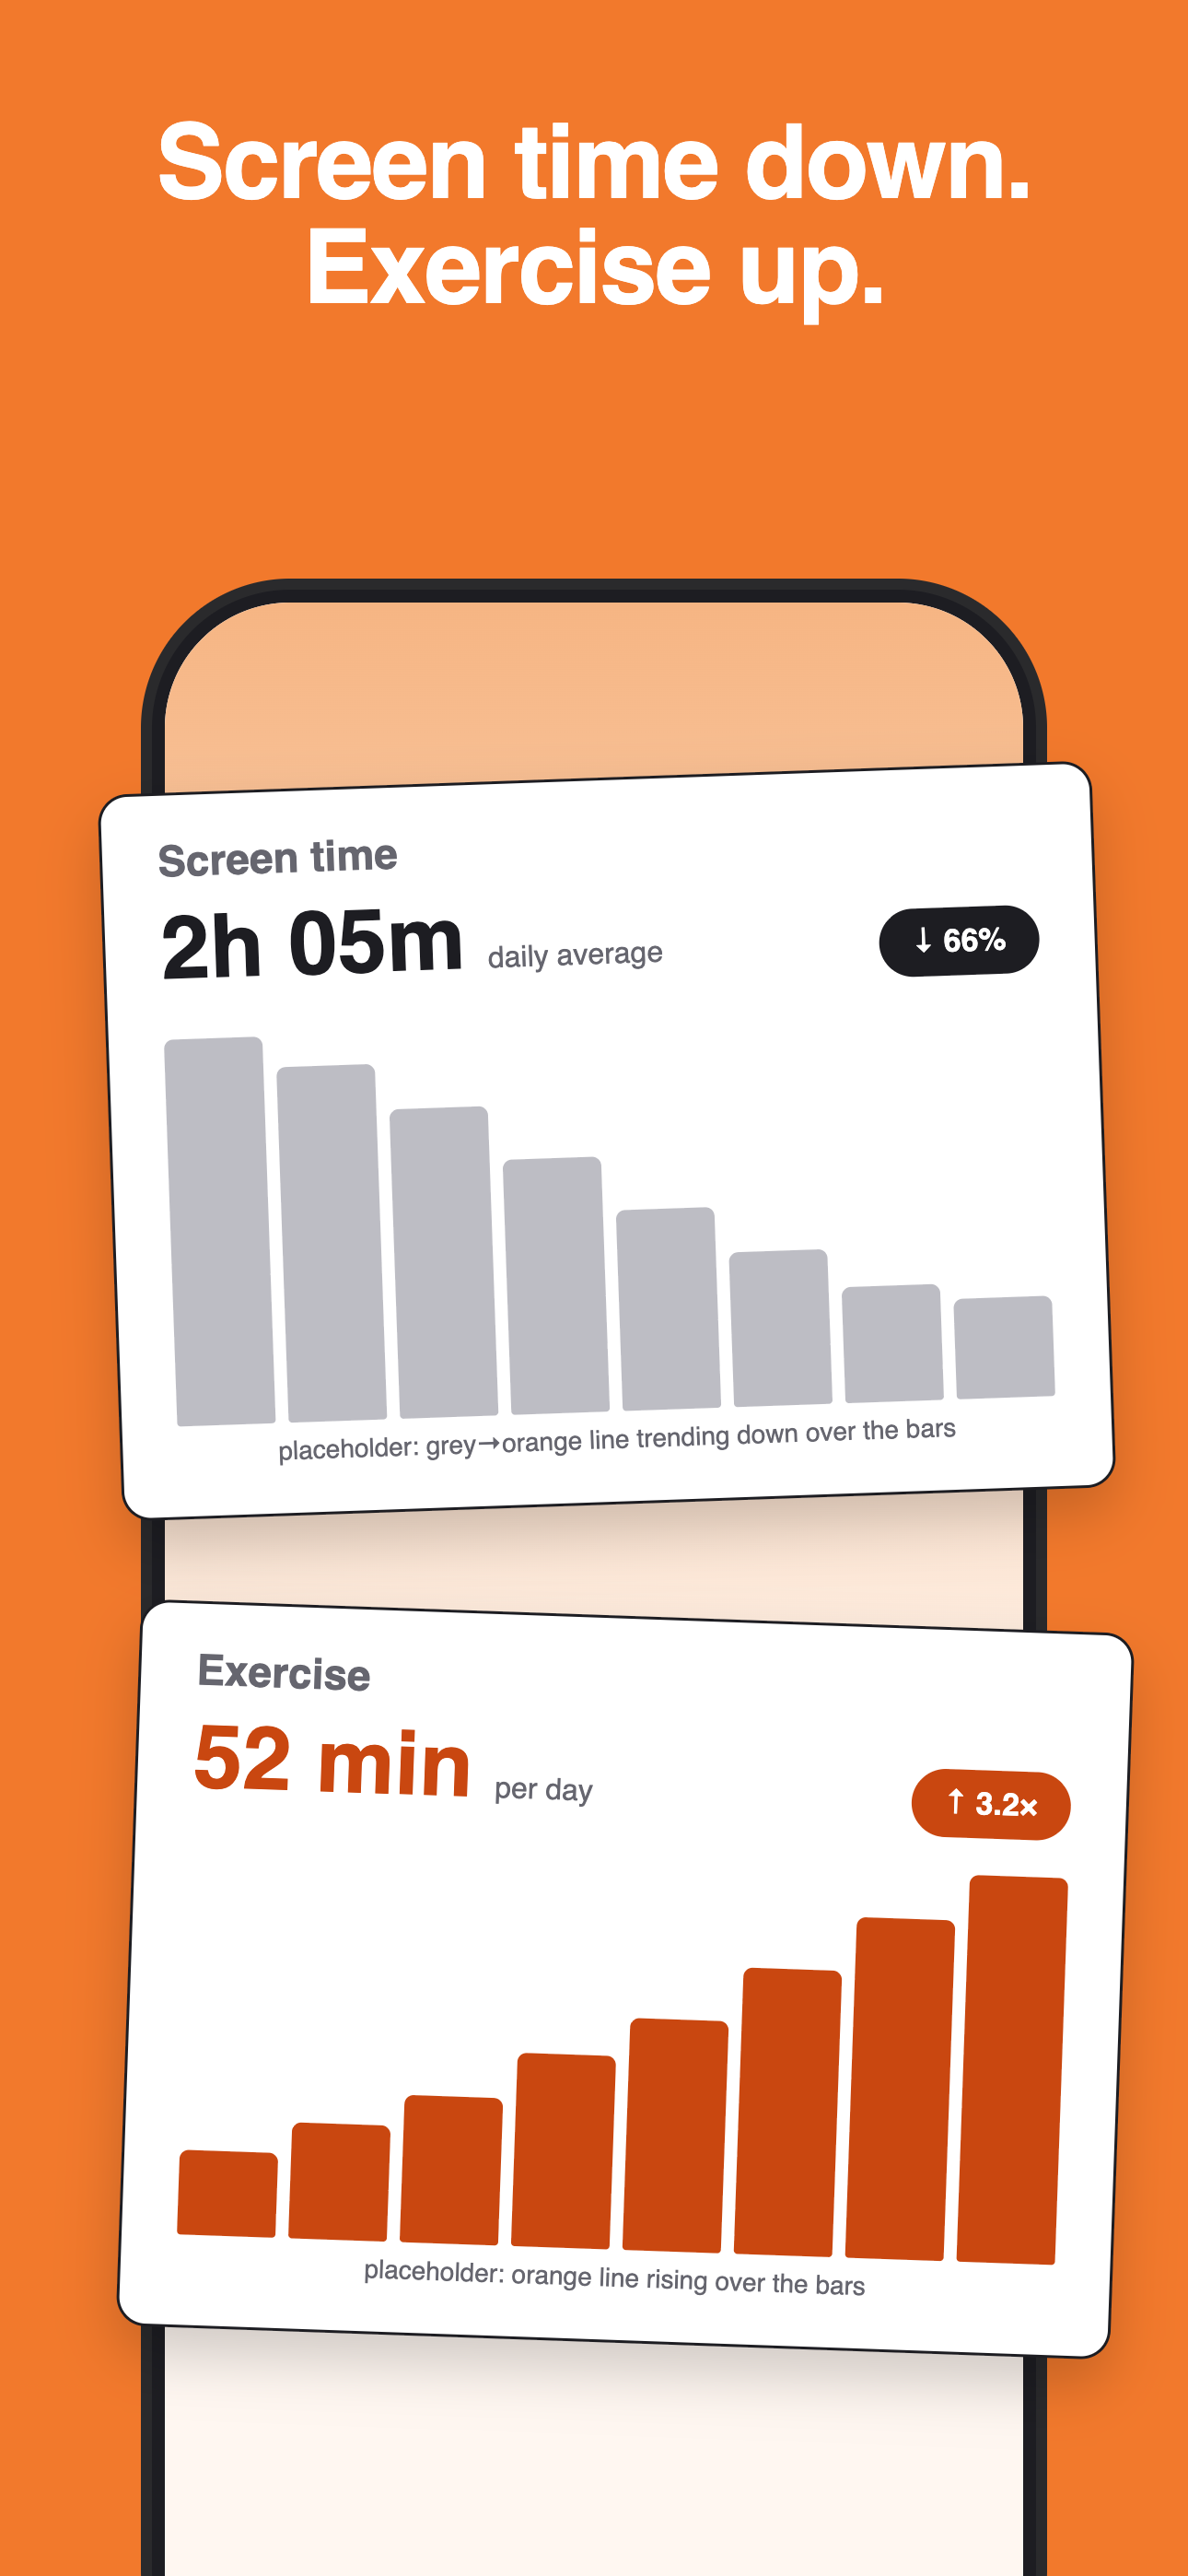 Screen time down.
Exercise up.
Screen time
2h 05m daily average
↓ 66%
placeholder: grey→orange line trending down over the bars
Exercise
52 min per day
↑ 3.2×
placeholder: orange line rising over the bars